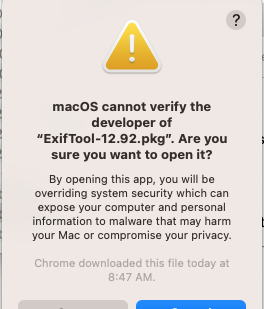 ?
macOS cannot verify the
developer of
“ExifTool-12.92.pkg”. Are you
sure you want to open it?
By opening this app, you will be
overriding system security which can
expose your computer and personal
information to malware that may harm
your Mac or compromise your privacy.
Chrome downloaded this file today at
8:47 AM.